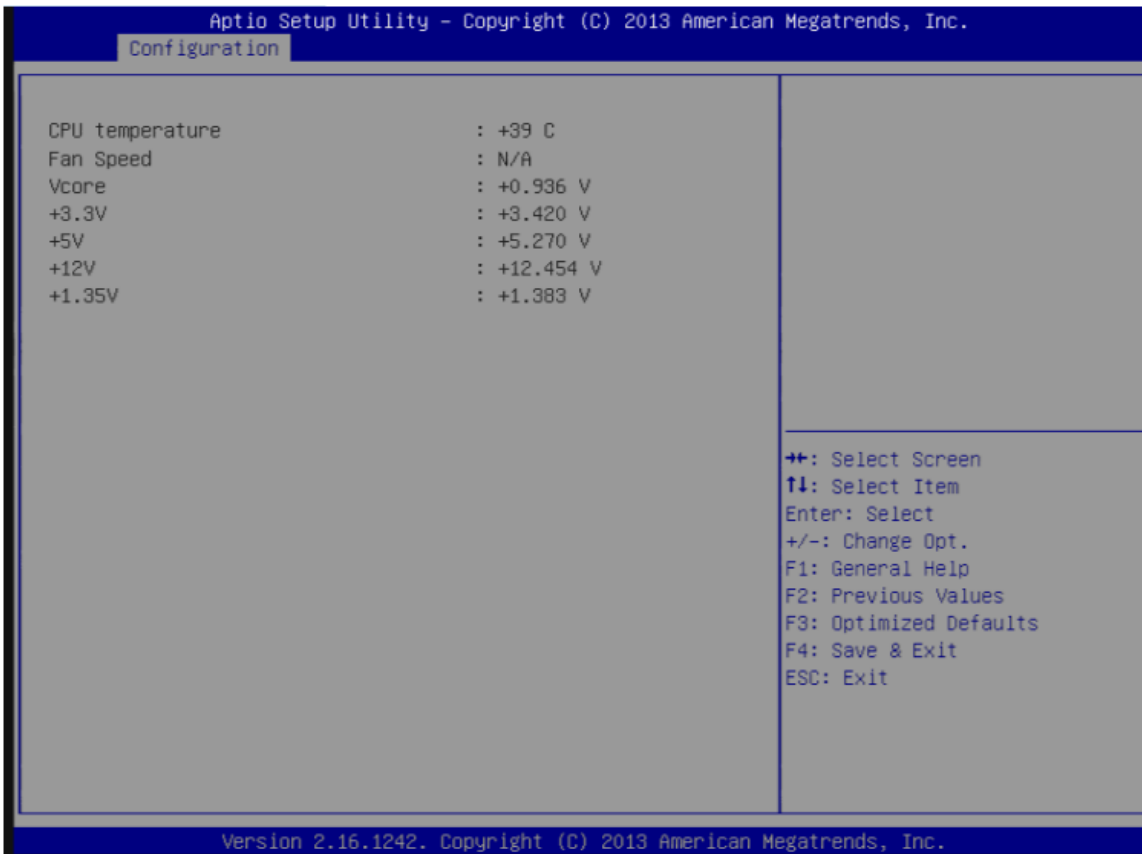 Aptio Setup Utility – Copyright (C) 2013 American Megatrends, Inc.
Configuration
CPU temperature : +39 C
Fan Speed : N/A
Vcore : +0.936 V
+3.3V : +3.420 V
+5V : +5.270 V
+12V : +12.454 V
+1.35V : +1.383 V
→←: Select Screen
↑↓: Select Item
Enter: Select
+/-: Change Opt.
F1: General Help
F2: Previous Values
F3: Optimized Defaults
F4: Save & Exit
ESC: Exit
Version 2.16.1242. Copyright (C) 2013 American Megatrends, Inc.